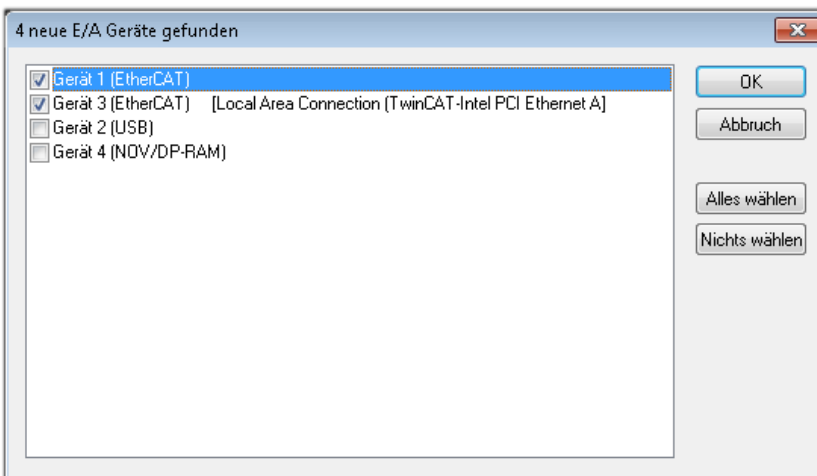 4 neue E/A Geräte gefunden
Gerät 1 (EtherCAT)
Gerät 3 (EtherCAT) [Local Area Connection (TwinCAT-Intel PCI Ethernet A]
Gerät 2 (USB)
Gerät 4 (NOV/DP-RAM)
OK
Abbruch
Alles wählen
Nichts wählen